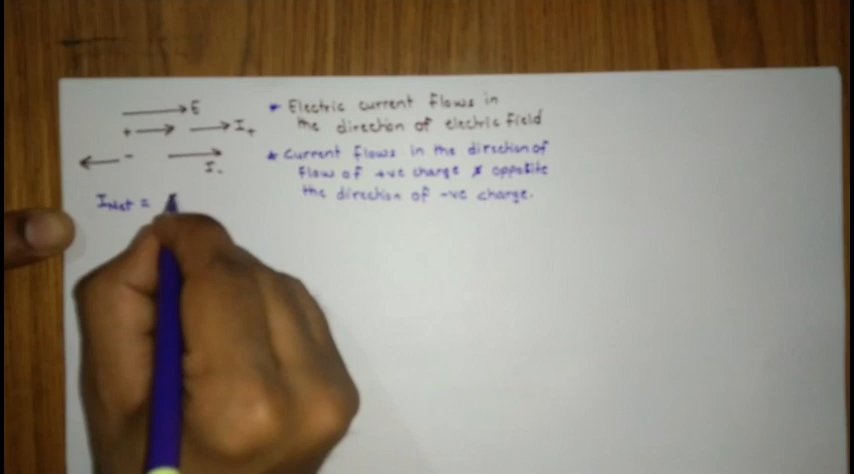 E
+ I+
- I-
I Net = I
* Electric current flows in
the direction of electric field
* Current flows in the direction of
flow of +ve charge & opposite
the direction of -ve charge.